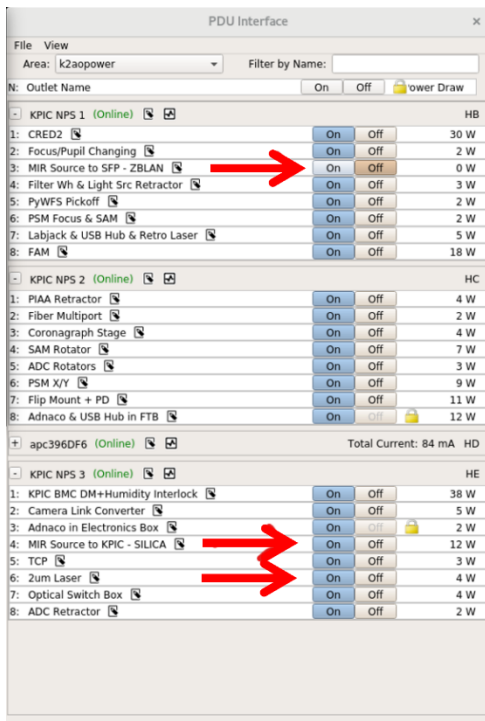 PDU Interface ×
FIle View
Area: k2aopower Filter by Name:
N: Outlet Name On Off ower Draw
- KPIC NPS 1 (Online) HB
1: CRED2 On Off 30 W
2: Focus/Pupil Changing On Off 2 W
3: MIR Source to SFP - ZBLAN On Off 0 W
4: Filter Wh & Light Src Retractor On Off 3 W
5: PyWFS Pickoff On Off 2 W
6: PSM Focus & SAM On Off 2 W
7: Labjack & USB Hub & Retro Laser On Off 5 W
8: FAM On Off 18 W
- KPIC NPS 2 (Online) HC
1: PIAA Retractor On Off 4 W
2: Fiber Multiport On Off 2 W
3: Coronagraph Stage On Off 4 W
4: SAM Rotator On Off 7 W
5: ADC Rotators On Off 3 W
6: PSM X/Y On Off 9 W
7: Flip Mount + PD On Off 11 W
8: Adnaco & USB Hub in FTB On Off 12 W
+ apc396DF6 (Online) Total Current: 84 mA HD
- KPIC NPS 3 (Online) HE
1: KPIC BMC DM+Humidity Interlock On Off 38 W
2: Camera Link Converter On Off 5 W
3: Adnaco in Electronics Box On Off 2 W
4: MIR Source to KPIC - SILICA On Off 12 W
5: TCP On Off 3 W
6: 2um Laser On Off 4 W
7: Optical Switch Box On Off 4 W
8: ADC Retractor On Off 2 W